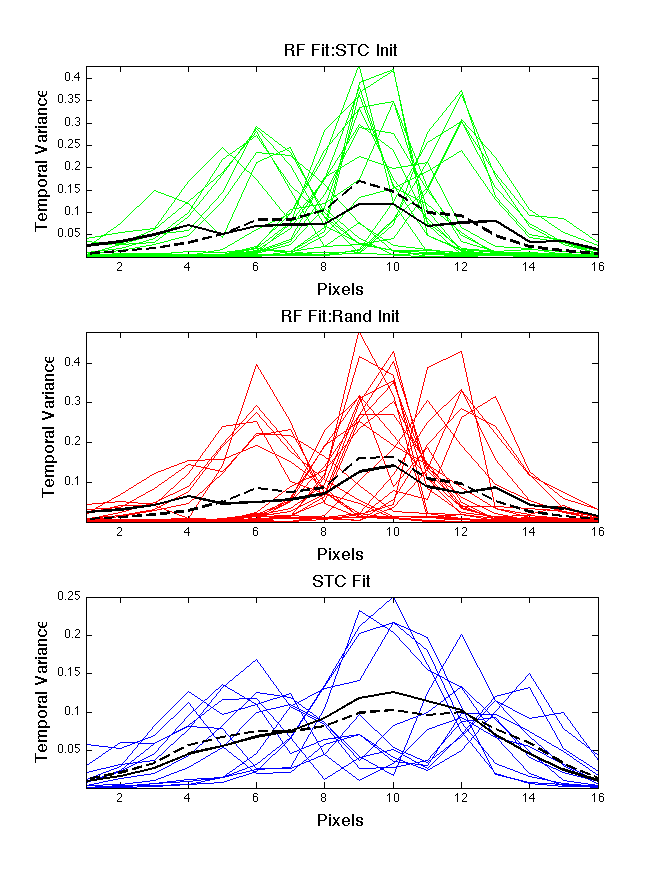 RF Fit:STC Init
Temporal Variance
0.4
0.35
0.3
0.25
0.2
0.15
0.1
0.05
2 4 6 8 10 12 14 16
Pixels
RF Fit:Rand Init
Temporal Variance
0.4
0.3
0.2
0.1
2 4 6 8 10 12 14 16
Pixels
STC Fit
Temporal Variance
0.25
0.2
0.15
0.1
0.05
2 4 6 8 10 12 14 16
Pixels